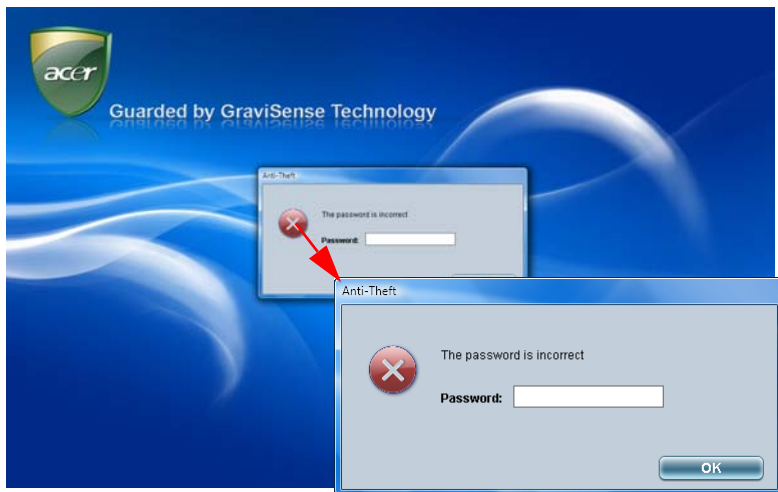 acer
Guarded by GraviSense Technology
Anti-Theft
The password is incorrect
Password:
Anti-Theft
The password is incorrect
Password:
OK